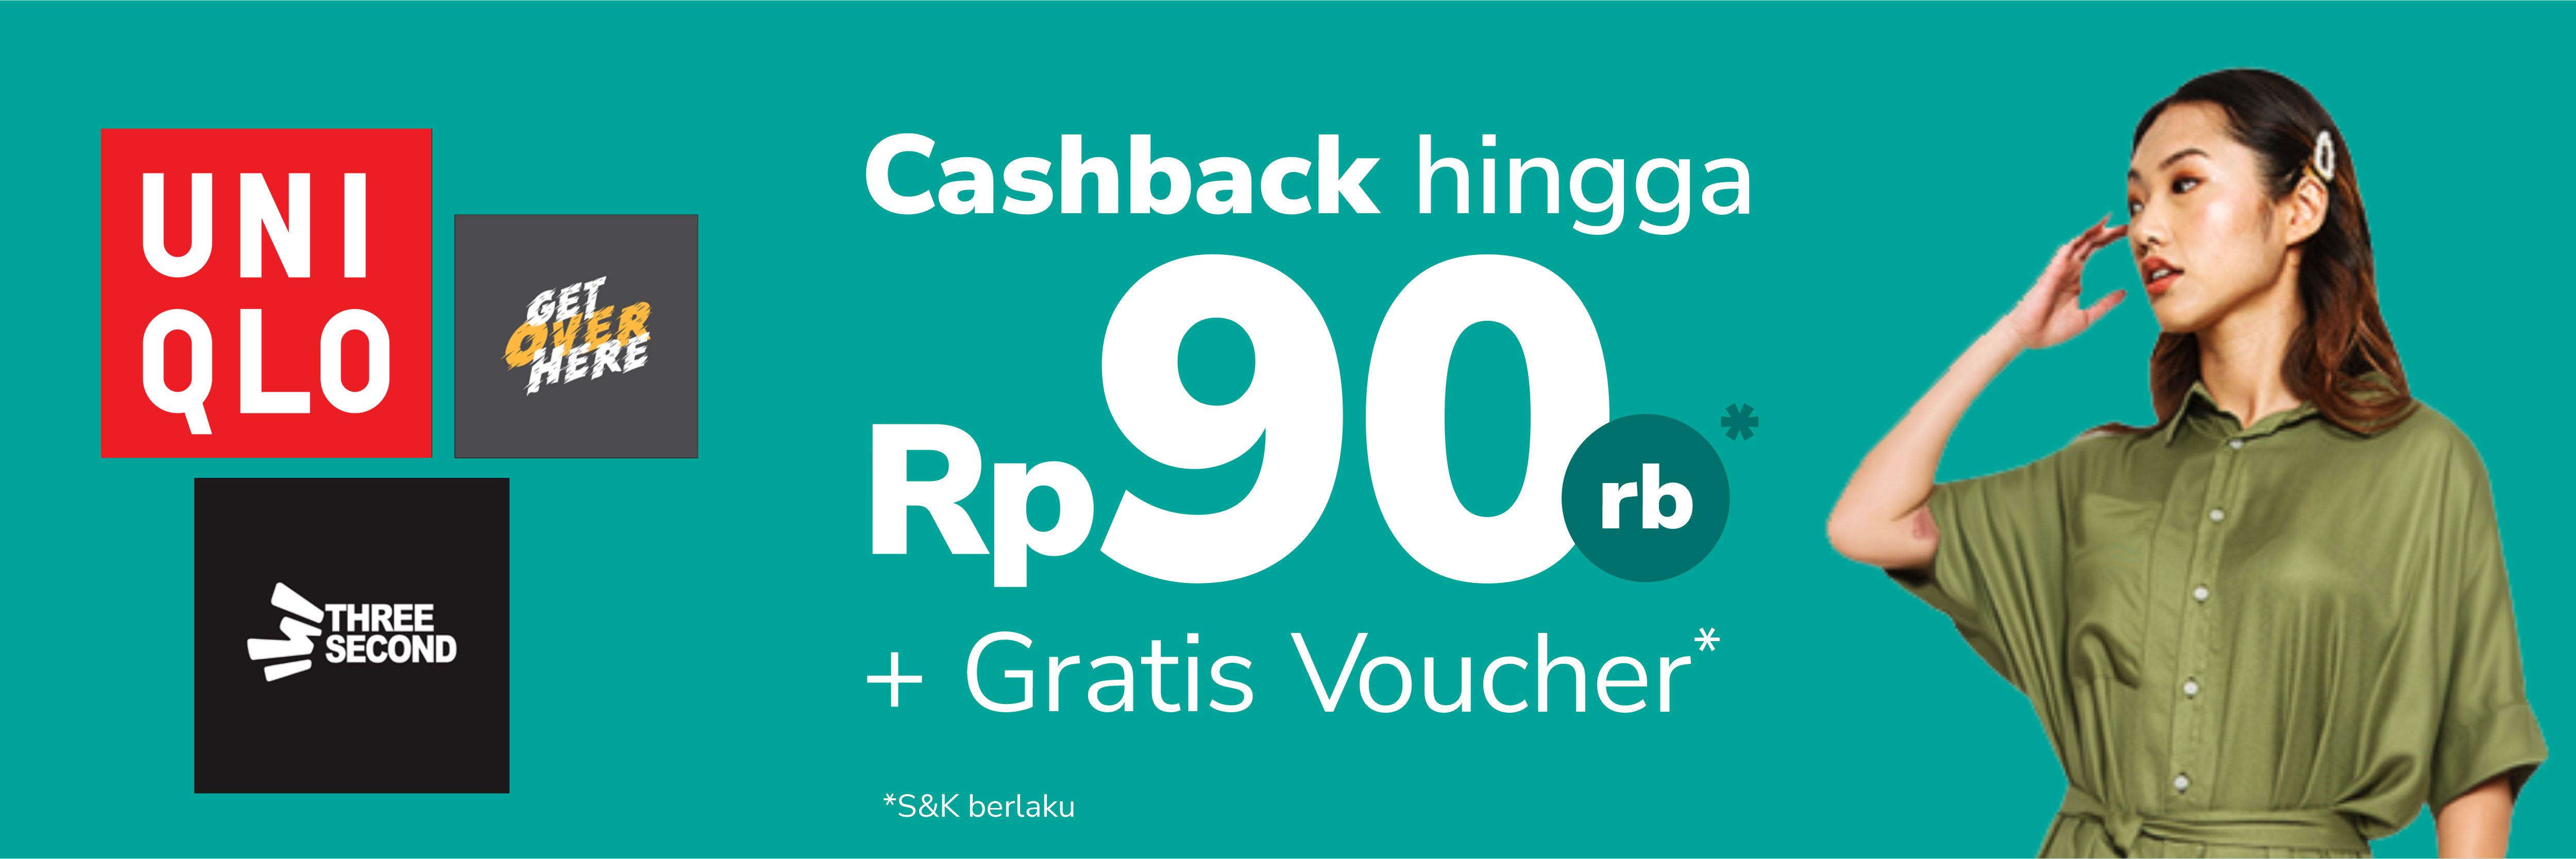 UNI
QLO
GET
OVER
HERE
THREE
SECOND
Cashback hingga
Rp90rb*
+ Gratis Voucher*
*S&K berlaku